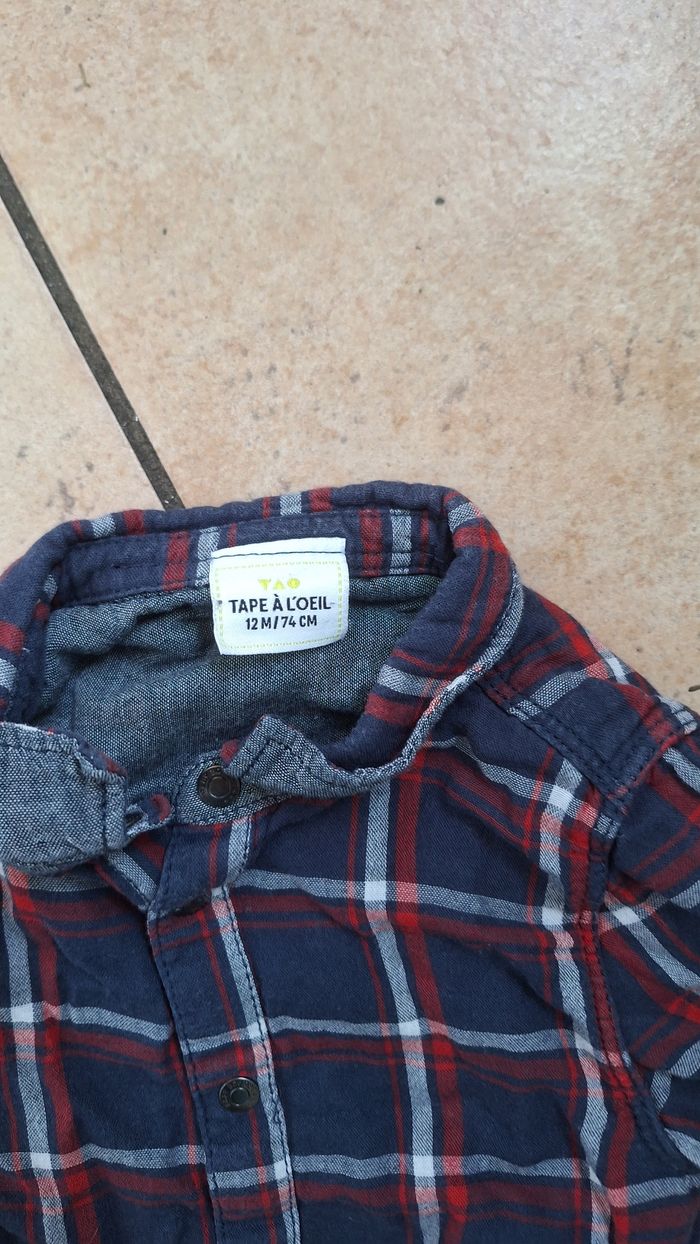 TAO
TAPE À L'OEIL
12 M / 74 CM